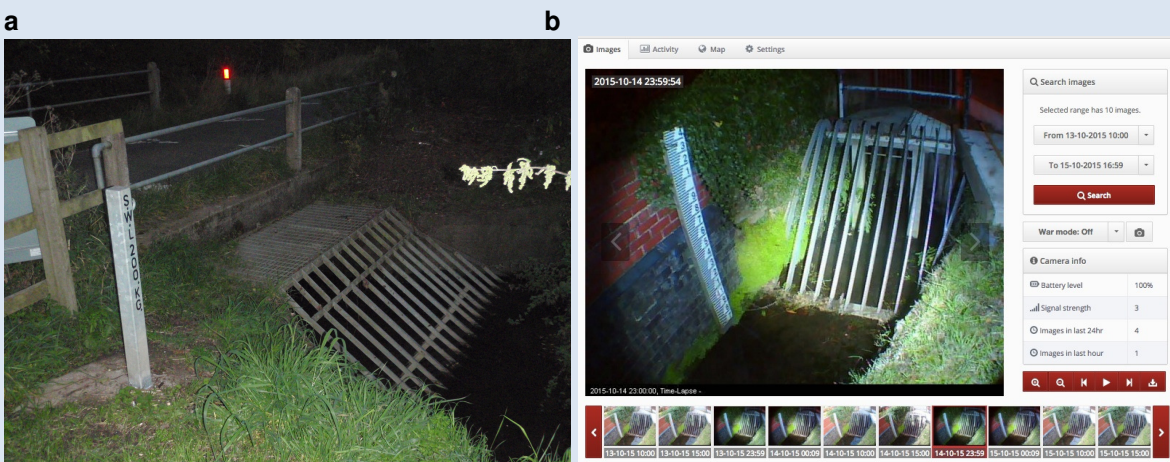 a
b
S.W.L 200.KG
Images
Activity
Map
Settings
2015-10-14 23:59:54
2015-10-14 23:00:00, Time-Lapse -
Search images
Selected range has 10 images.
From 13-10-2015 10:00
To 15-10-2015 16:59
Search
War mode: Off
Camera info
Battery level 100%
Signal strength 3
Images in last 24hr 4
Images in last hour 1
13-10-15 10:00 13-10-15 15:00 13-10-15 23:59 14-10-15 00:09 14-10-15 10:00 14-10-15 15:00 14-10-15 23:59 15-10-15 00:09 15-10-15 10:00 15-10-15 15:00